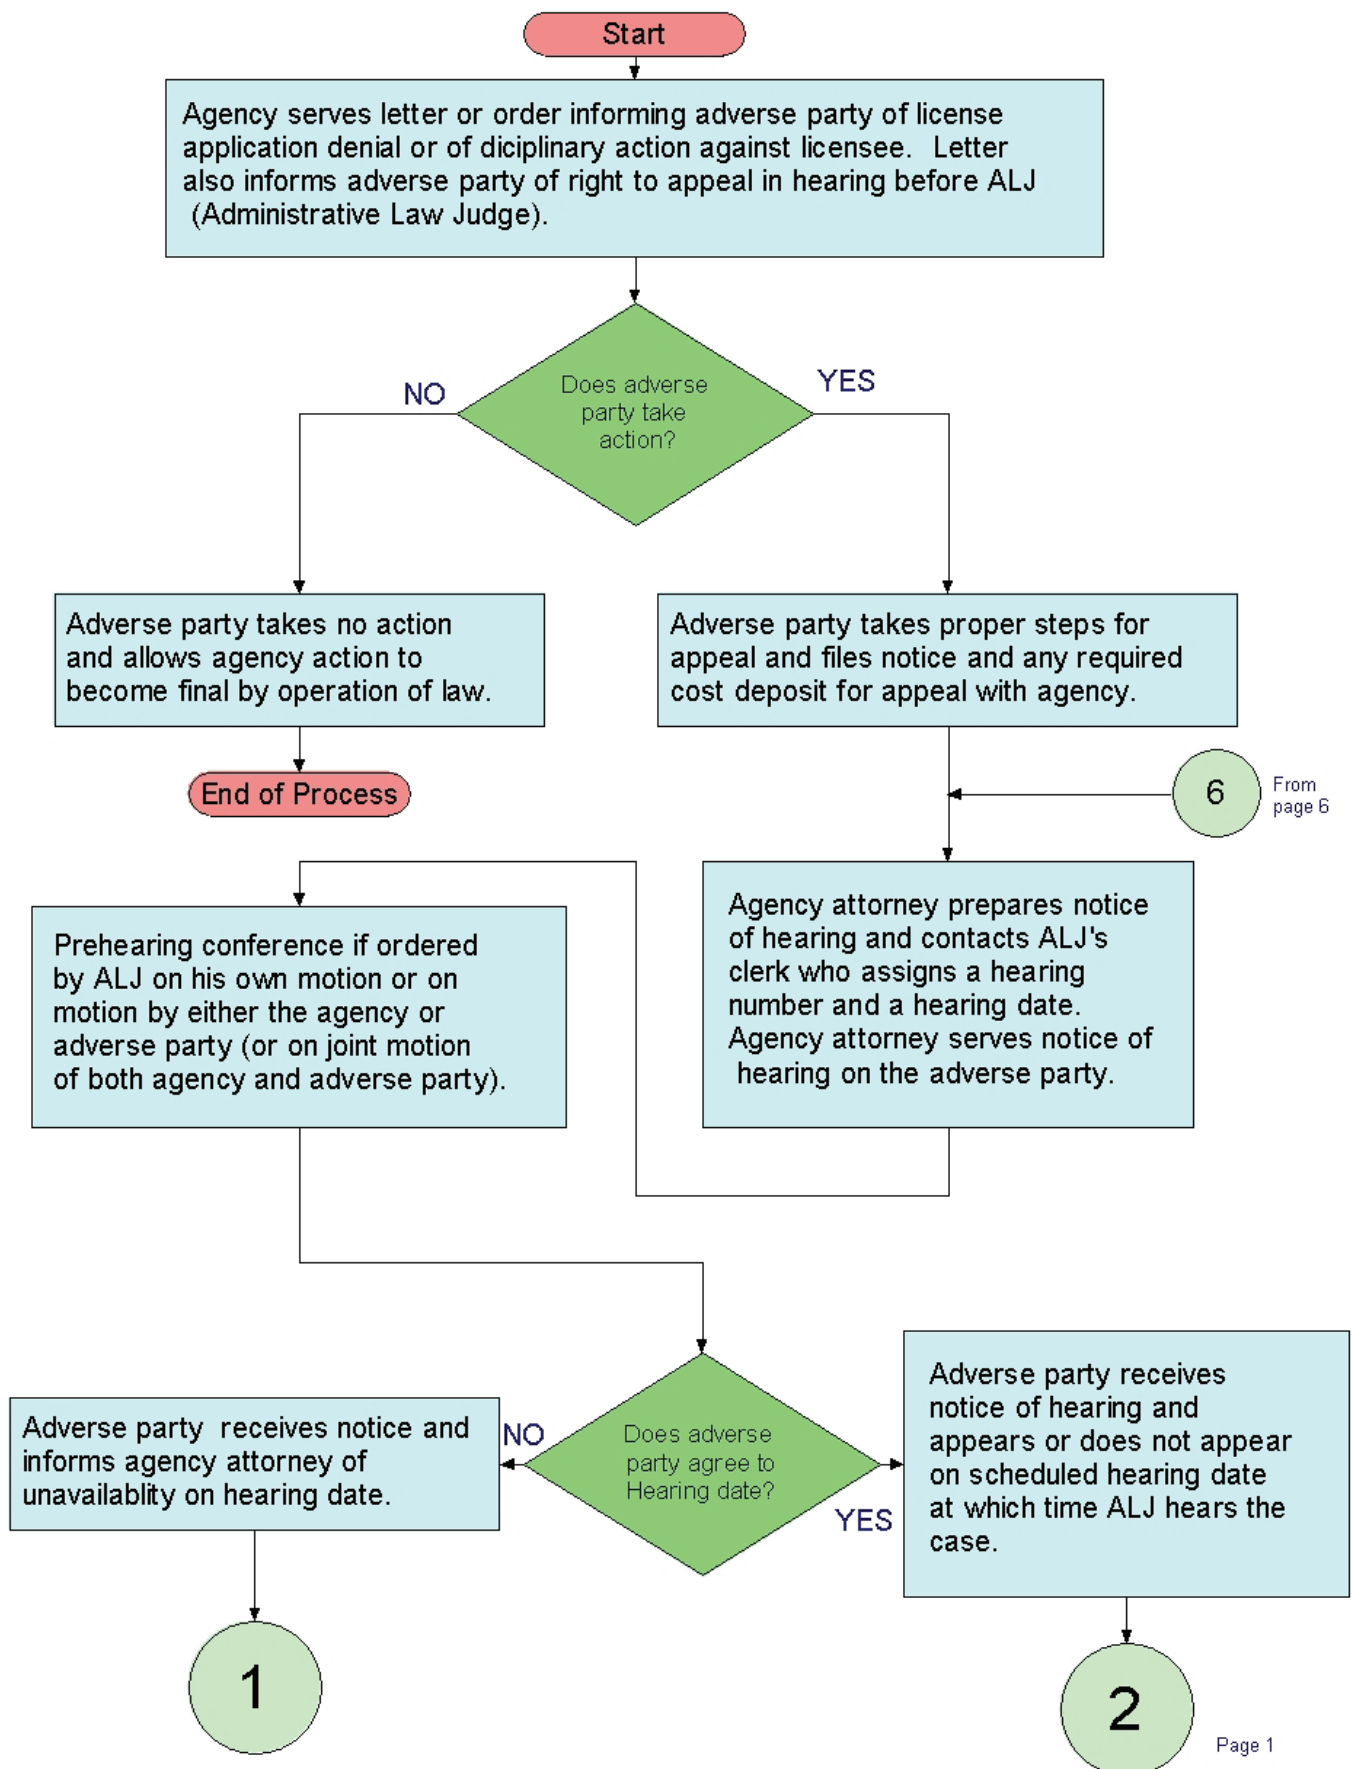 Start
Agency serves letter or order informing adverse party of license
application denial or of diciplinary action against licensee. Letter
also informs adverse party of right to appeal in hearing before ALJ
(Administrative Law Judge).
Does adverse
party take
action?
NO
YES
Adverse party takes no action
and allows agency action to
become final by operation of law.
Adverse party takes proper steps for
appeal and files notice and any required
cost deposit for appeal with agency.
End of Process
6
From
page 6
Agency attorney prepares notice
of hearing and contacts ALJ's
clerk who assigns a hearing
number and a hearing date.
Agency attorney serves notice of
hearing on the adverse party.
Prehearing conference if ordered
by ALJ on his own motion or on
motion by either the agency or
adverse party (or on joint motion
of both agency and adverse party).
Does adverse
party agree to
Hearing date?
NO
YES
Adverse party receives notice and
informs agency attorney of
unavailablity on hearing date.
Adverse party receives
notice of hearing and
appears or does not appear
on scheduled hearing date
at which time ALJ hears the
case.
1
2
Page 1